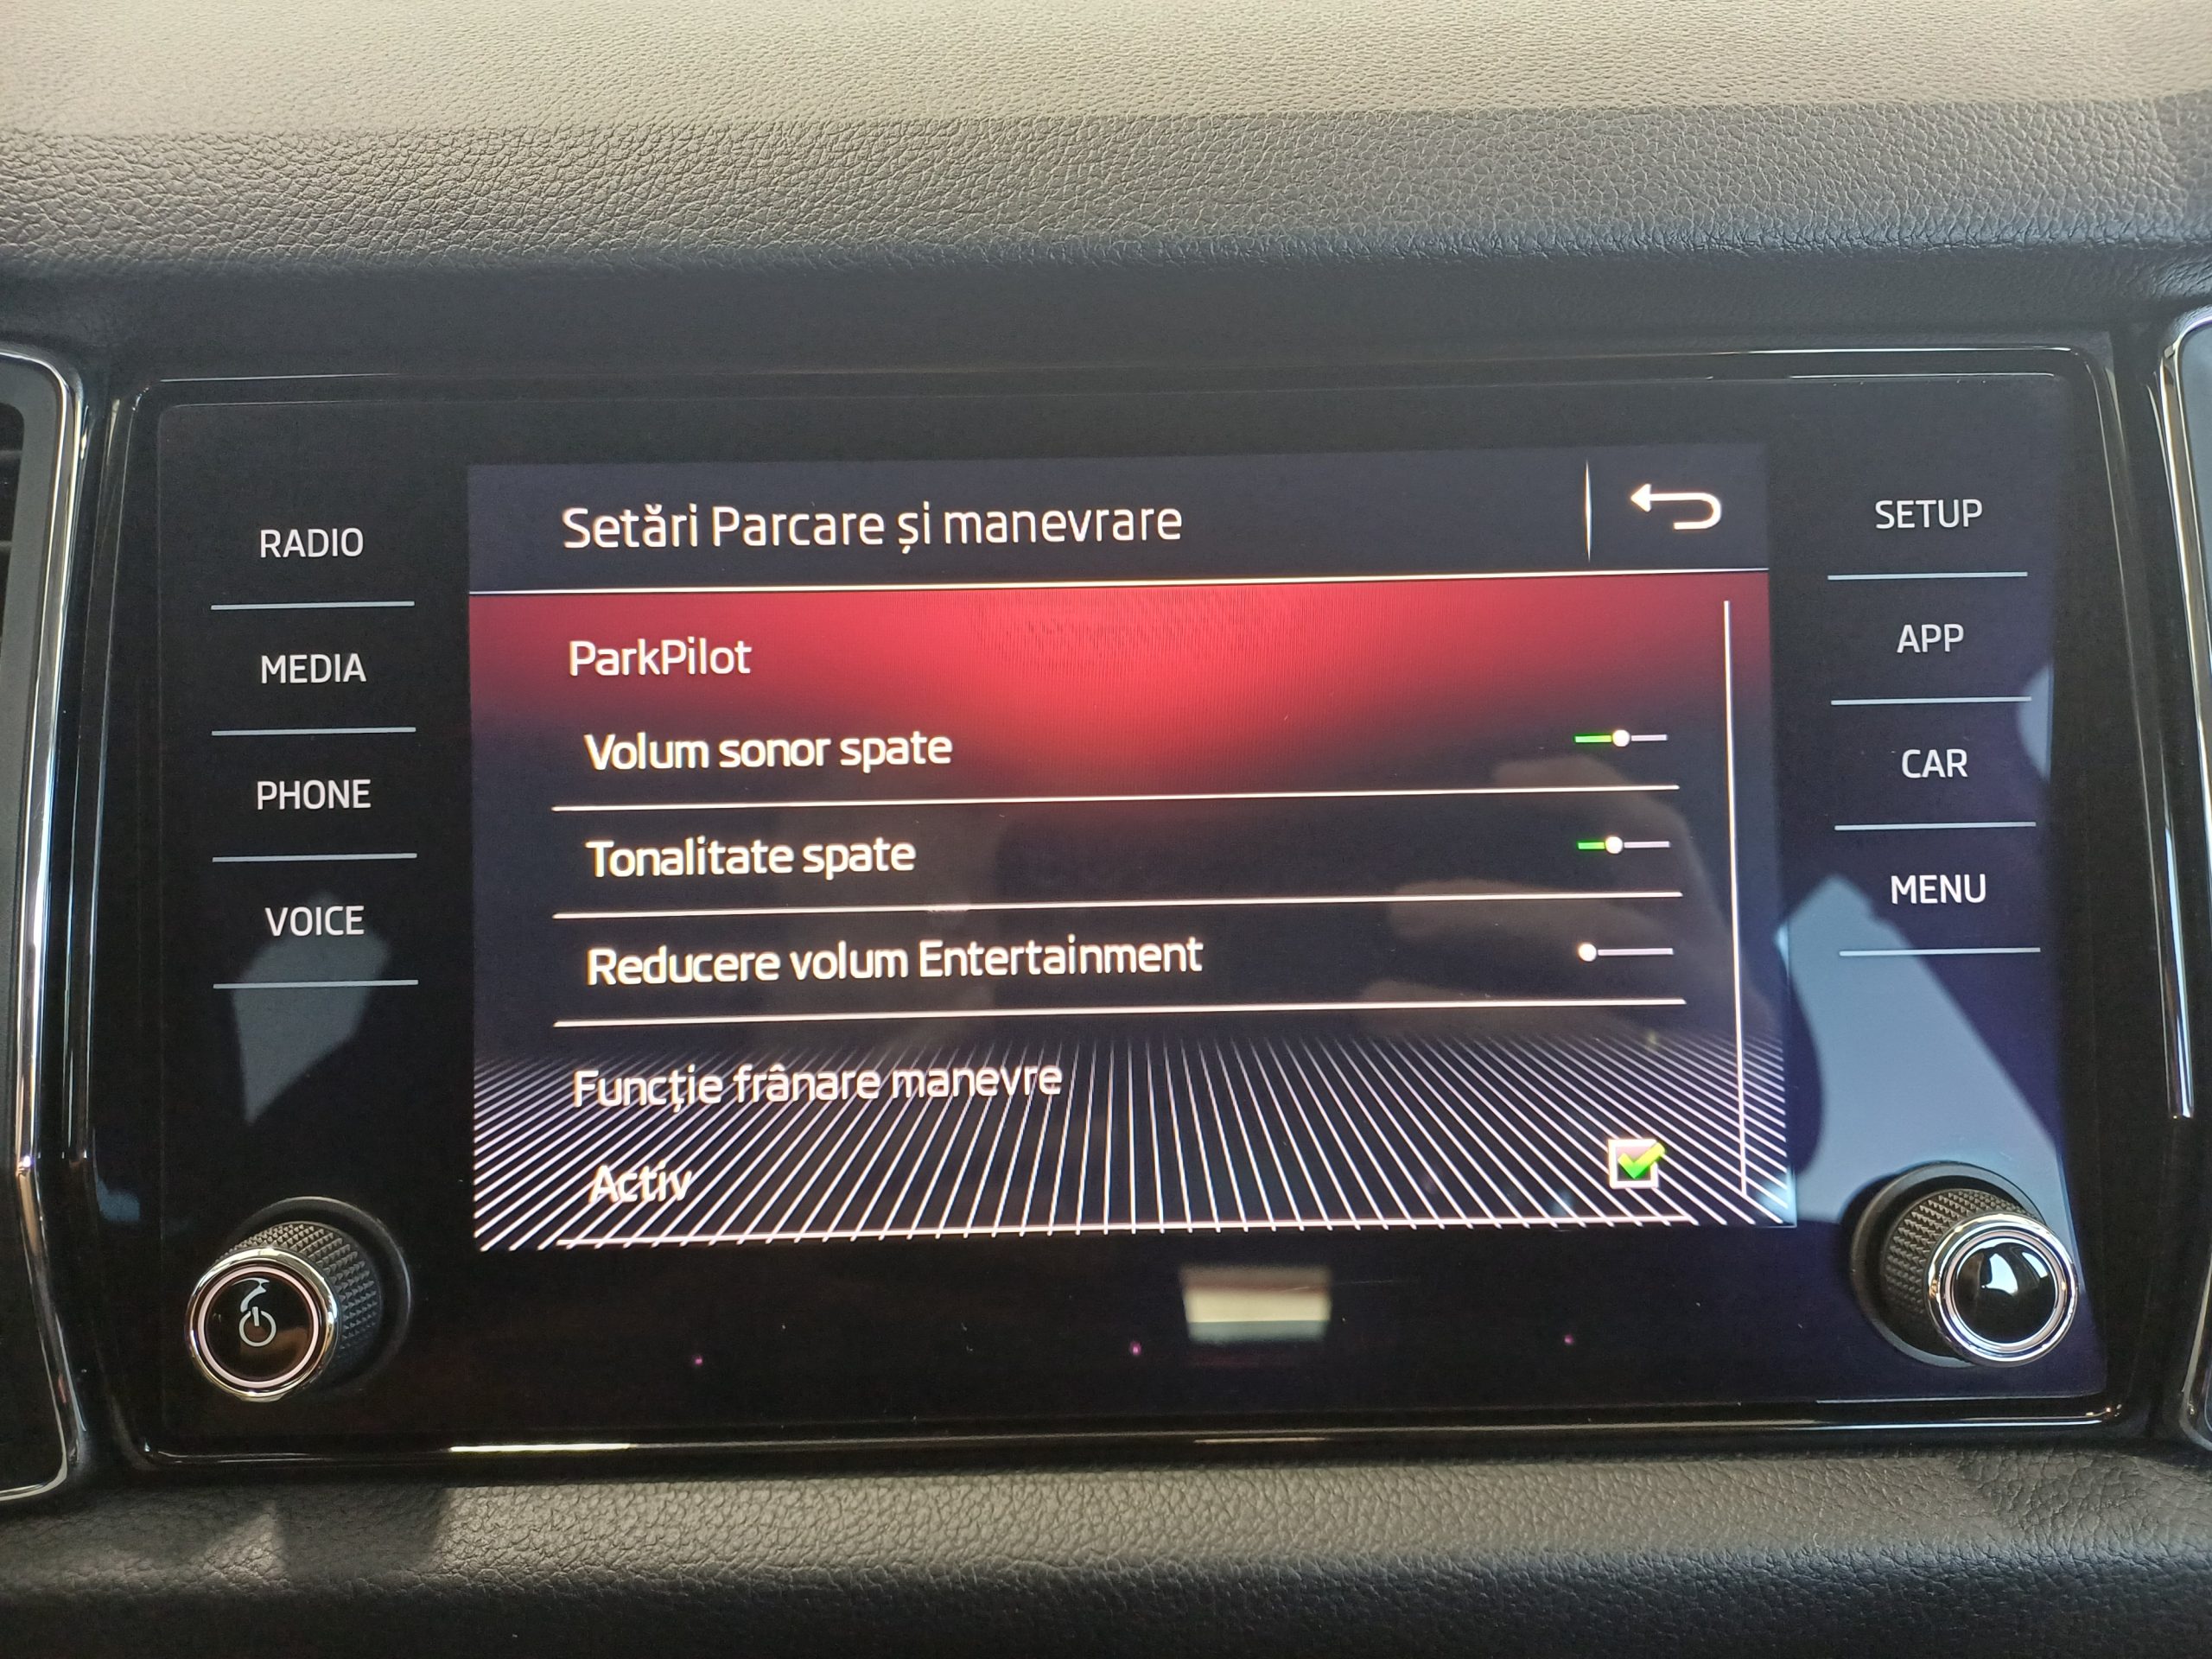 Setări Parcare și manevrare
RADIO
MEDIA
PHONE
VOICE
ParkPilot
Volum sonor spate
Tonalitate spate
Reducere volum Entertainment
Funcție frânare manevre
Activ
SETUP
APP
CAR
MENU